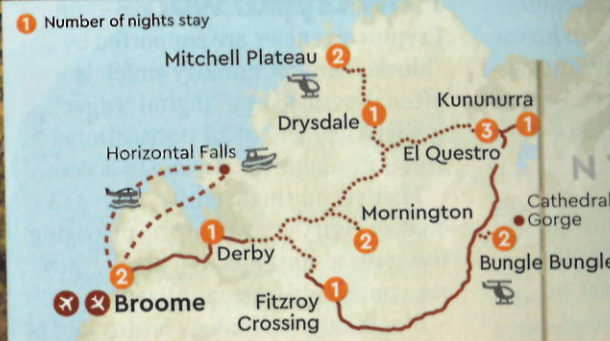 1 Number of nights stay
Mitchell Plateau 2
Kununurra
Drysdale 1
3 1
El Questro
Horizontal Falls
Mornington
Cathedral
Gorge
1
2
2
Derby
Bungle Bungle
2
Broome
Fitzroy
Crossing
1